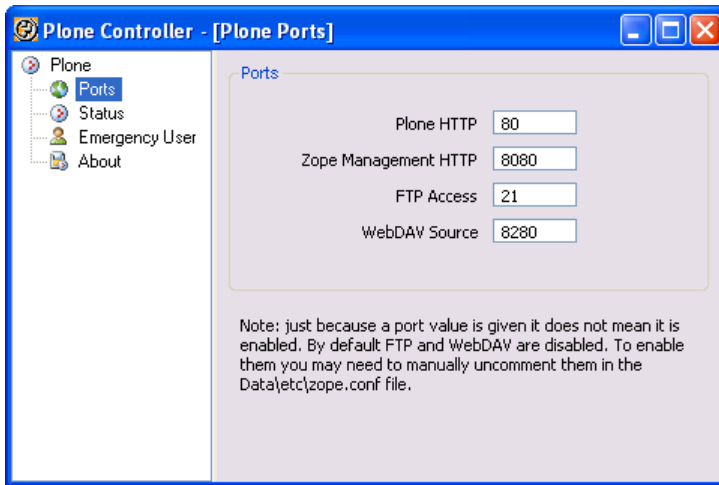 Plone Controller - [Plone Ports]
Plone
Ports
Status
Emergency User
About
Ports
Plone HTTP 80
Zope Management HTTP 8080
FTP Access 21
WebDAV Source 8280
Note: just because a port value is given it does not mean it is
enabled. By default FTP and WebDAV are disabled. To enable
them you may need to manually uncomment them in the
Data\etc\zope.conf file.